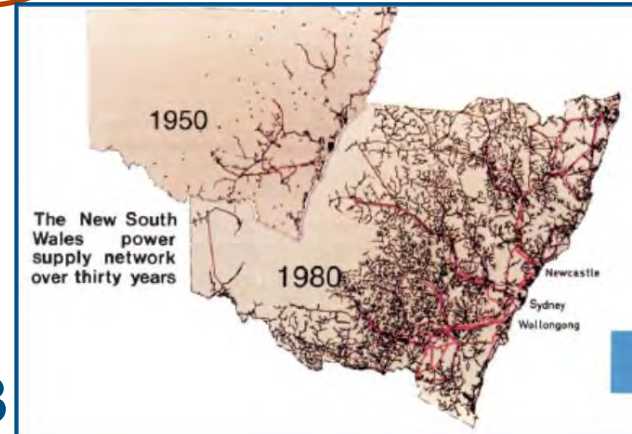 1950
The New South
Wales power
supply network
over thirty years
1980
Newcastle
Sydney
Wollongong